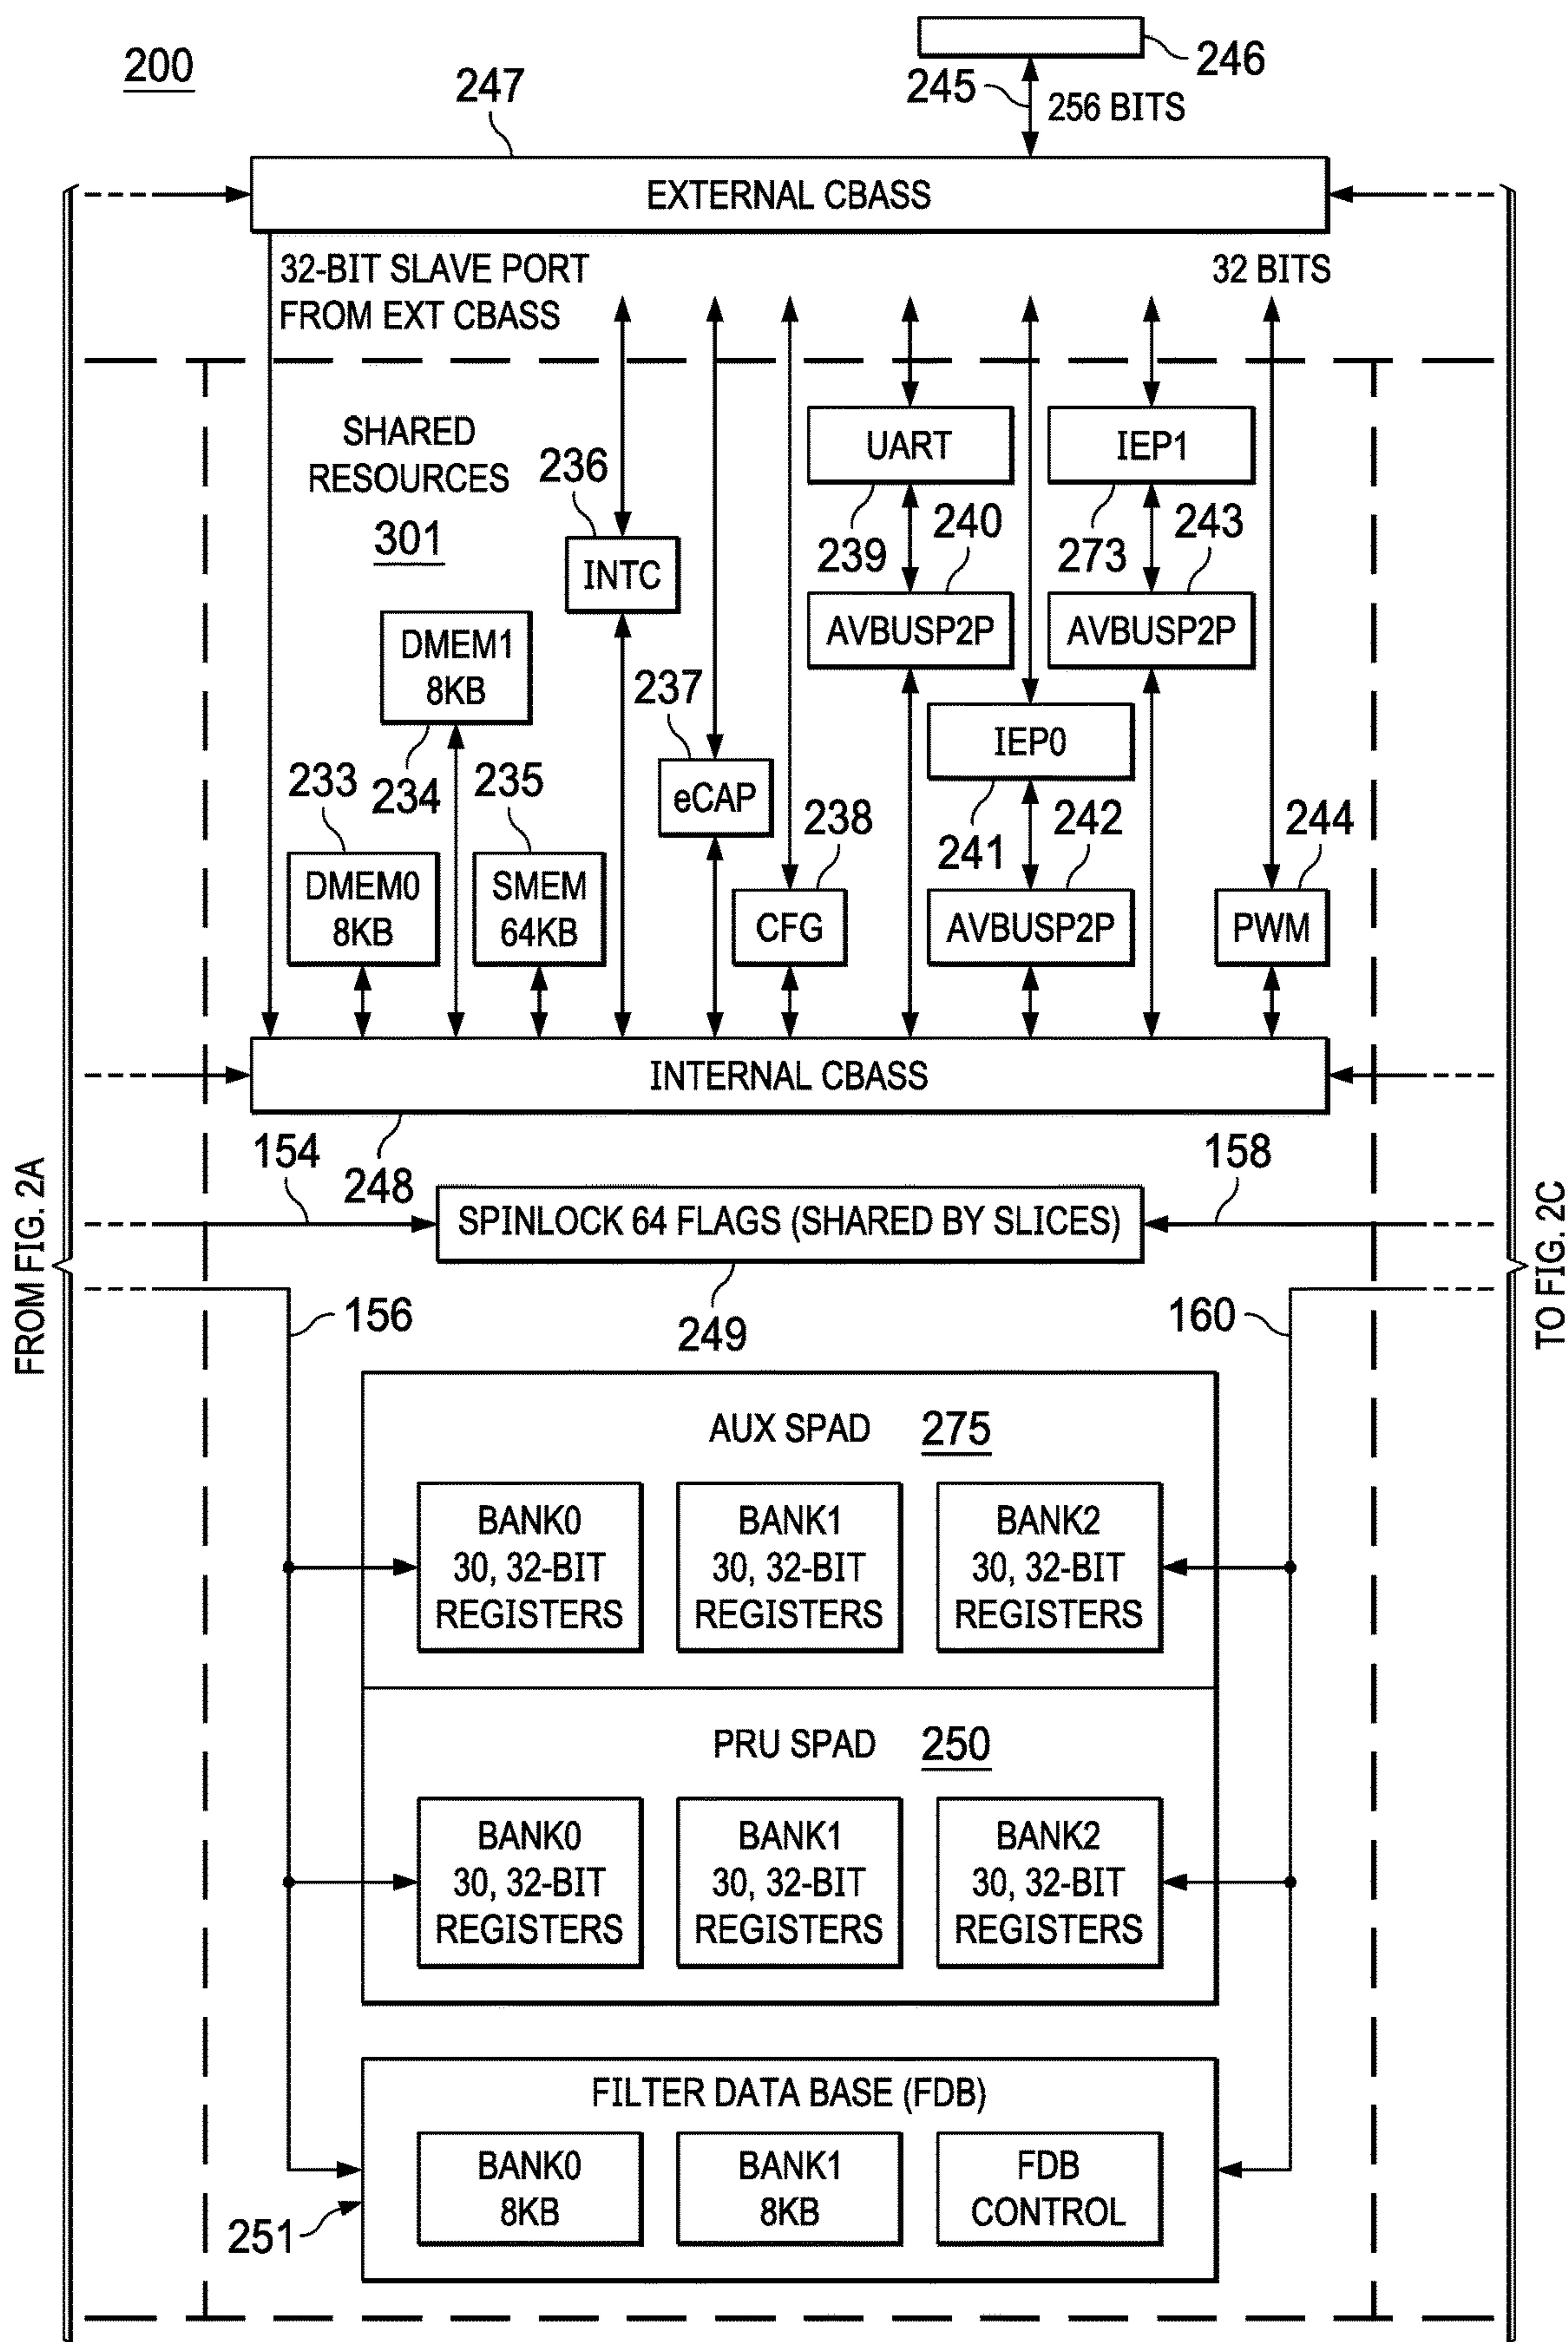 200
246
245
256 BITS
247
EXTERNAL CBASS
32-BIT SLAVE PORT
FROM EXT CBASS
32 BITS
SHARED
RESOURCES
301
236
INTC
UART
239
240
AVBUSP2P
IEP1
273
243
AVBUSP2P
DMEM1
8KB
234
237
eCAP
IEP0
241
242
AVBUSP2P
233
DMEM0
8KB
235
SMEM
64KB
238
CFG
244
PWM
INTERNAL CBASS
248
154
158
SPINLOCK 64 FLAGS (SHARED BY SLICES)
249
FROM FIG. 2A
TO FIG. 2C
156
160
AUX SPAD 275
BANK0
30, 32-BIT
REGISTERS
BANK1
30, 32-BIT
REGISTERS
BANK2
30, 32-BIT
REGISTERS
PRU SPAD 250
BANK0
30, 32-BIT
REGISTERS
BANK1
30, 32-BIT
REGISTERS
BANK2
30, 32-BIT
REGISTERS
FILTER DATA BASE (FDB)
BANK0
8KB
BANK1
8KB
FDB
CONTROL
251